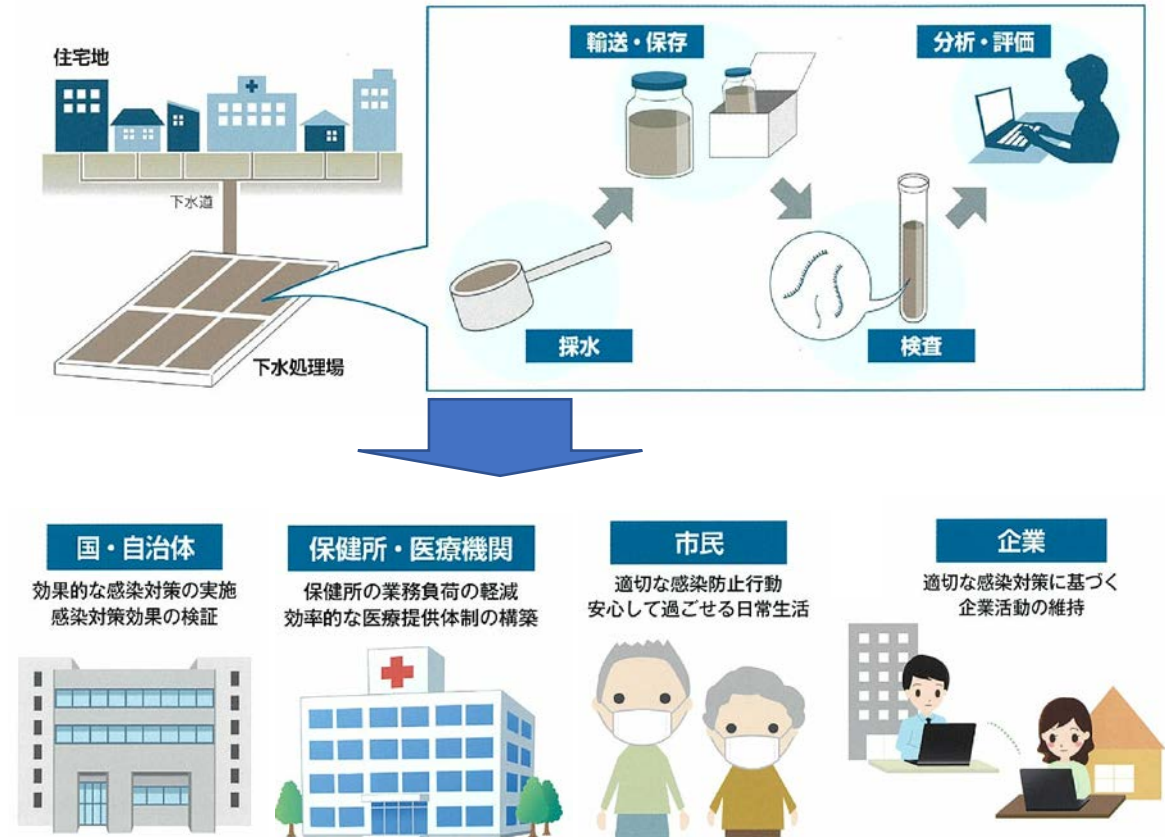 住宅地
下水道
下水処理場
輸送・保存
分析・評価
採水
検査
国・自治体
効果的な感染対策の実施
感染対策効果の検証
保健所・医療機関
保健所の業務負荷の軽減
効率的な医療提供体制の構築
市民
適切な感染防止行動
安心して過ごせる日常生活
企業
適切な感染対策に基づく
企業活動の維持